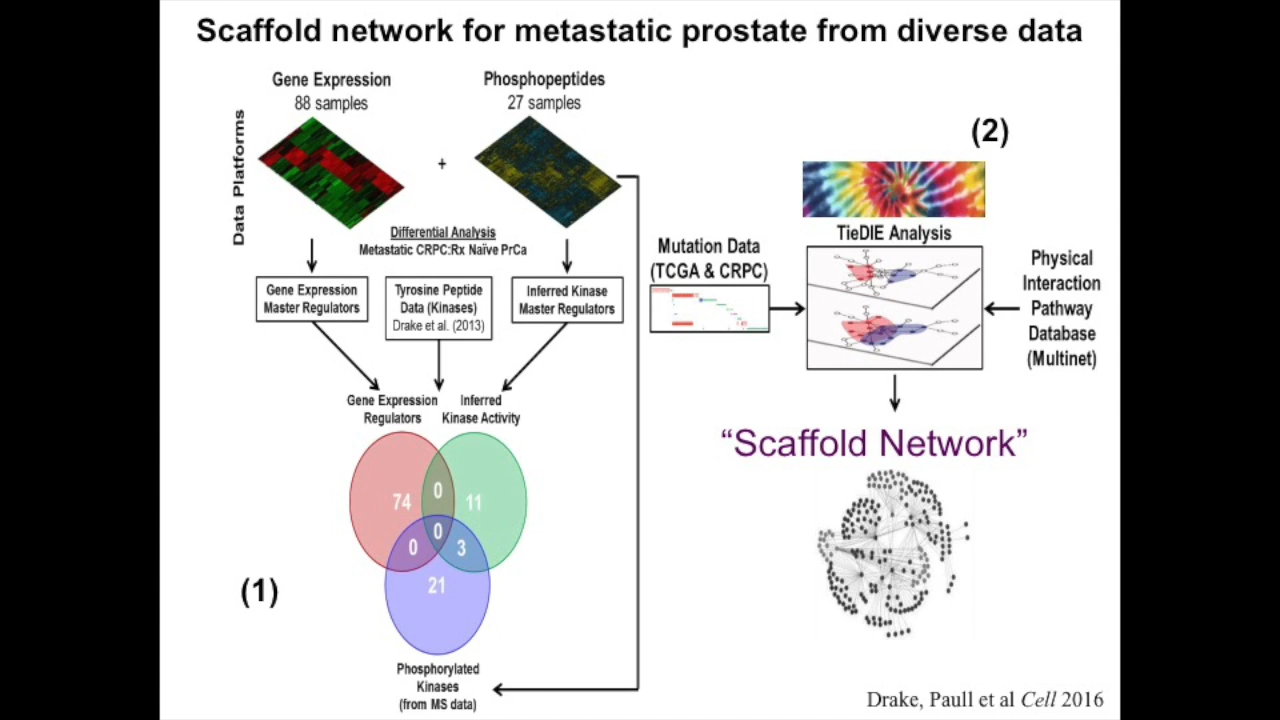 Scaffold network for metastatic prostate from diverse data
Gene Expression
88 samples
Phosphopeptides
27 samples
Data Platforms
+
Differential Analysis
Metastatic CRPC:Rx Naïve PrCa
Gene Expression
Master Regulators
Tyrosine Peptide
Data (Kinases)
Drake et al. (2013)
Inferred Kinase
Master Regulators
Gene Expression
Regulators
Inferred
Kinase Activity
74
0
11
0
0
3
21
(1)
Phosphorylated
Kinases
(from MS data)
(2)
TieDIE Analysis
Mutation Data
(TCGA & CRPC)
Physical
Interaction
Pathway
Database
(Multinet)
“Scaffold Network”
Drake, Paull et al Cell 2016